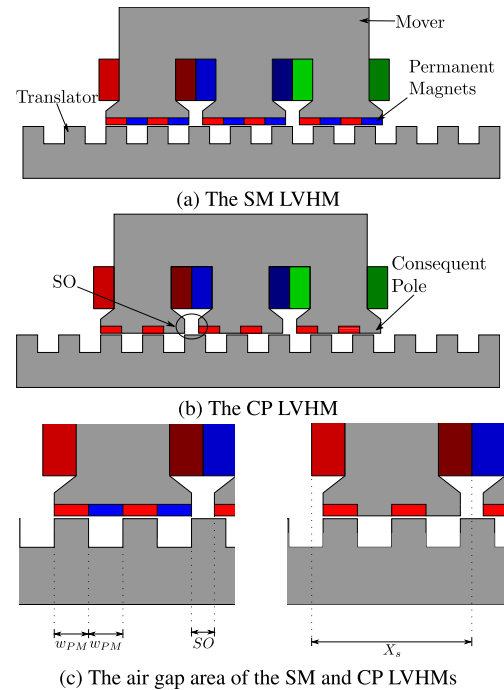 Mover
Permanent
Magnets
Translator
(a) The SM LVHM
SO
Consequent
Pole
(b) The CP LVHM
w_PM w_PM SO
X_s
(c) The air gap area of the SM and CP LVHMs